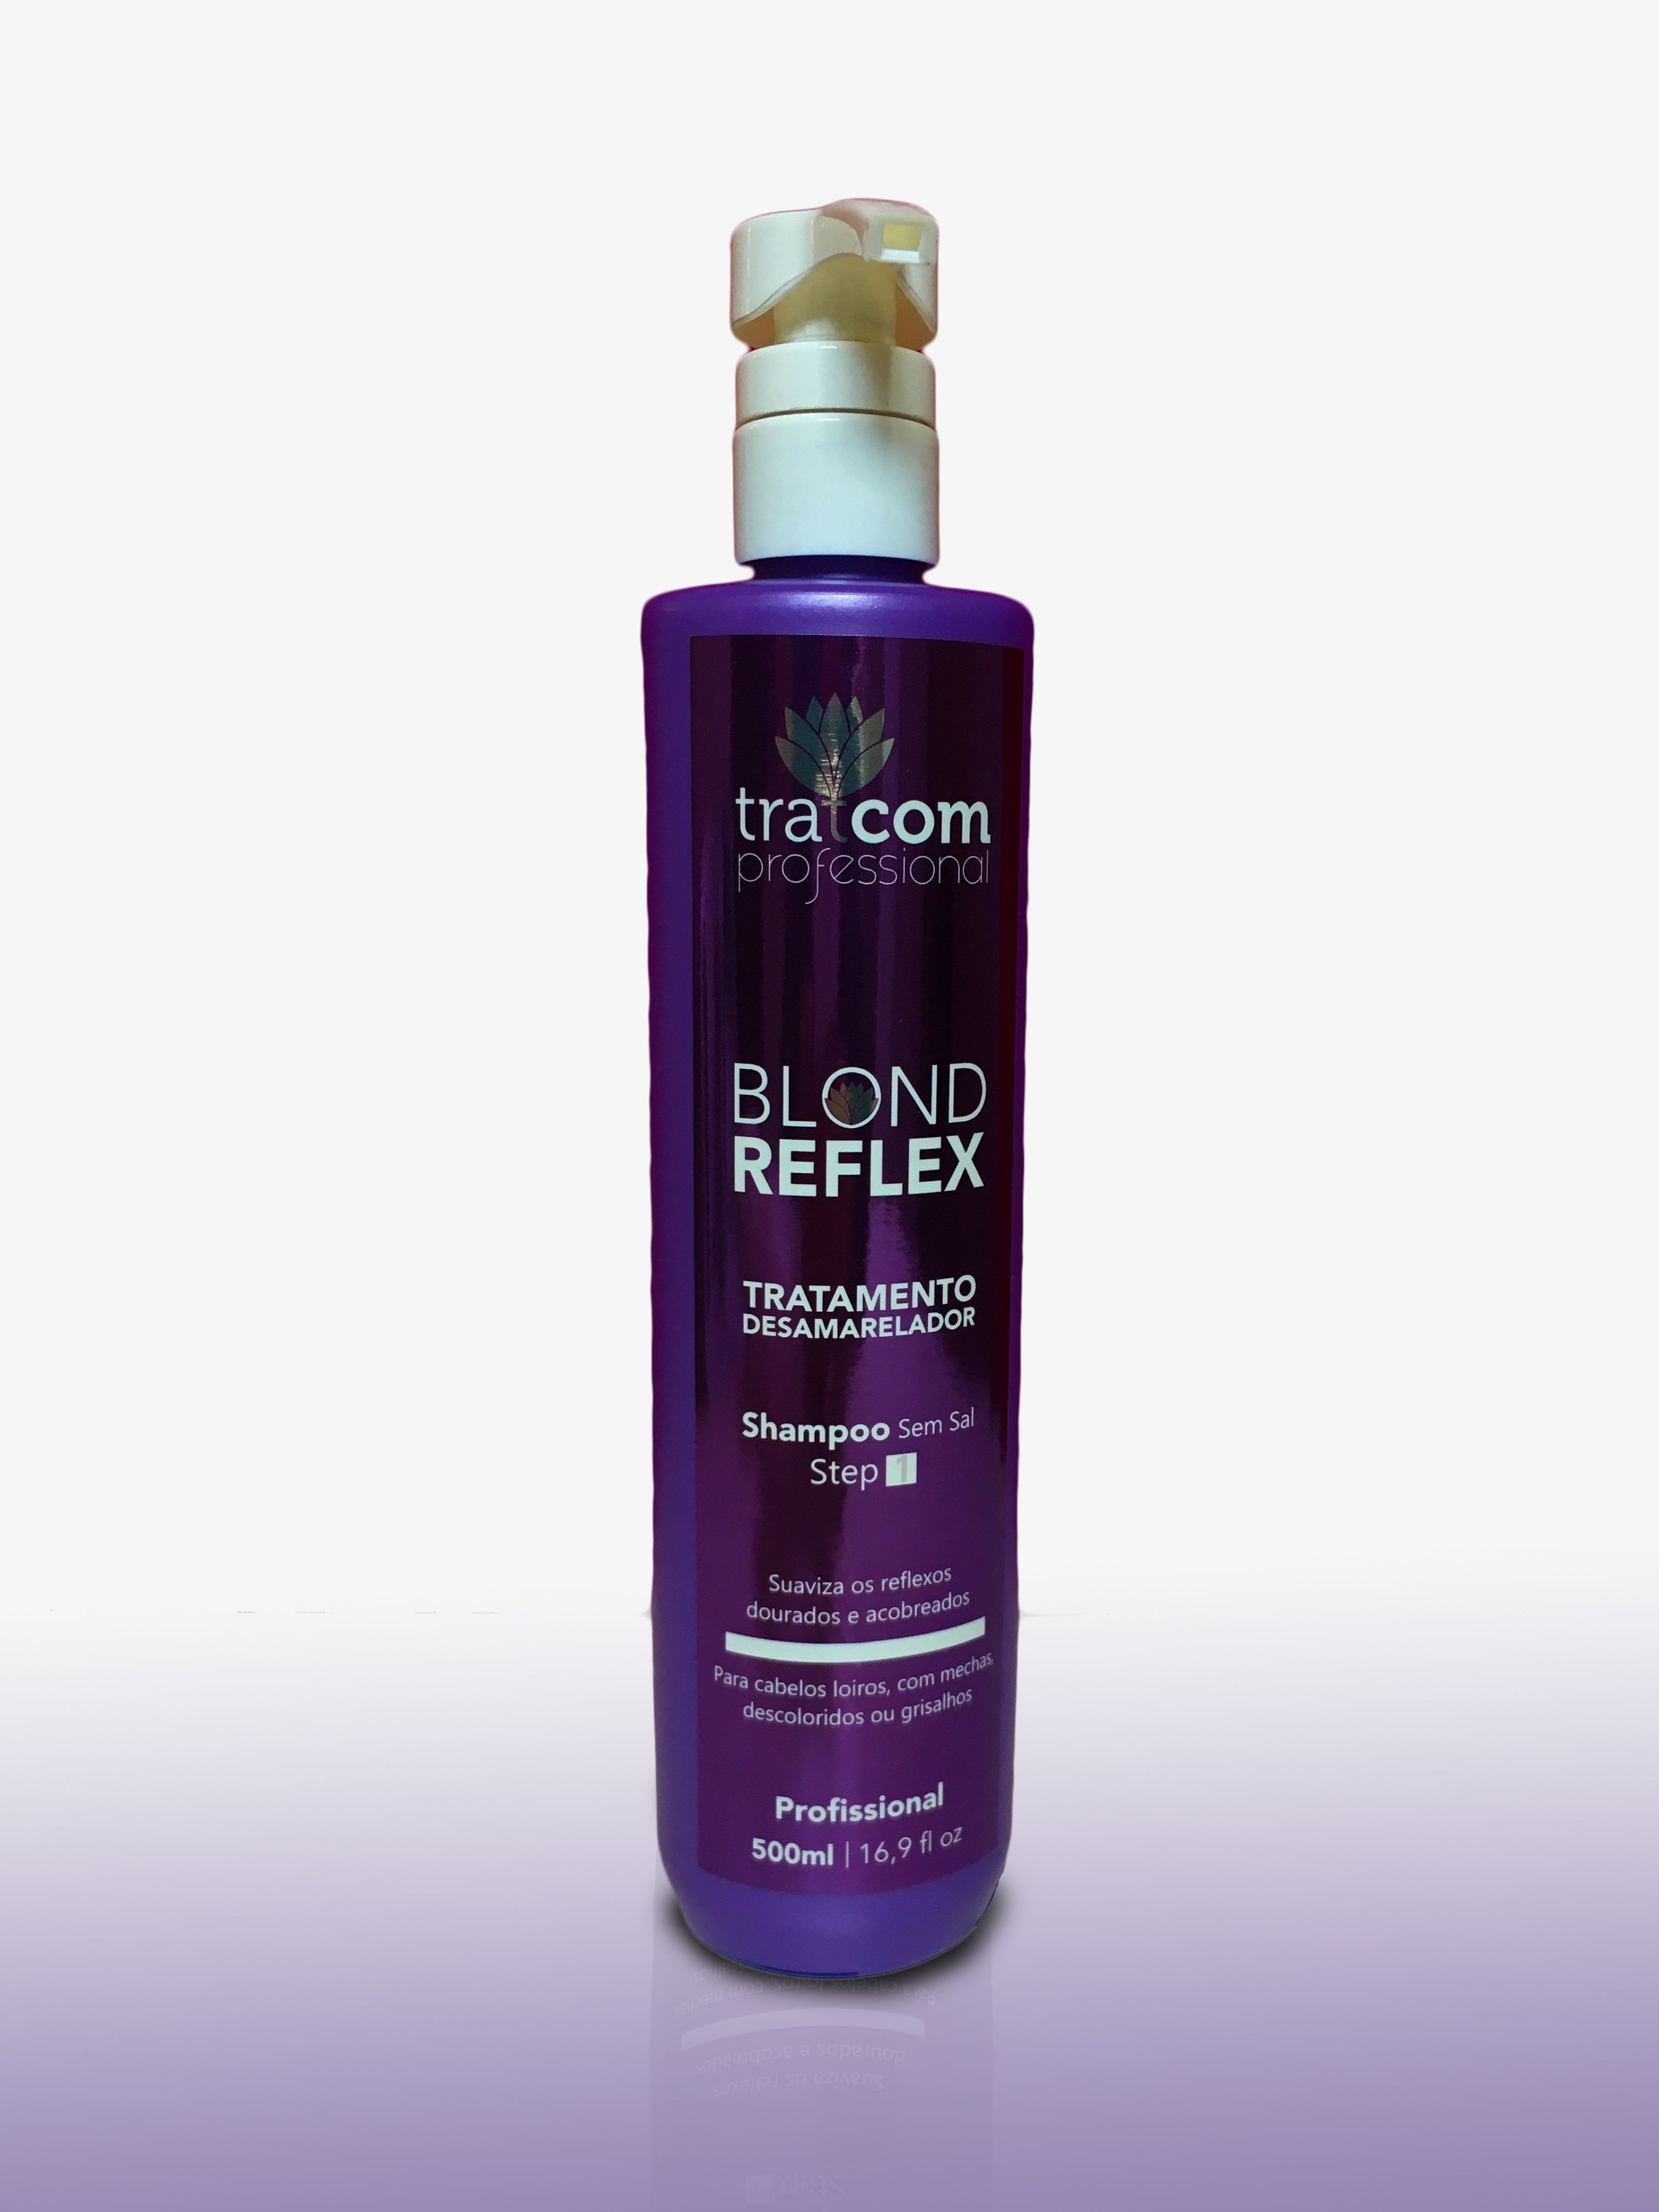 tratcom
professional
BLOND
REFLEX
TRATAMENTO
DESAMARELADOR
Shampoo Sem Sal
Step 1
Suaviza os reflexos
dourados e acobreados
Para cabelos loiros, com mechas,
descoloridos ou grisalhos
Profissional
500ml | 16,9 fl oz